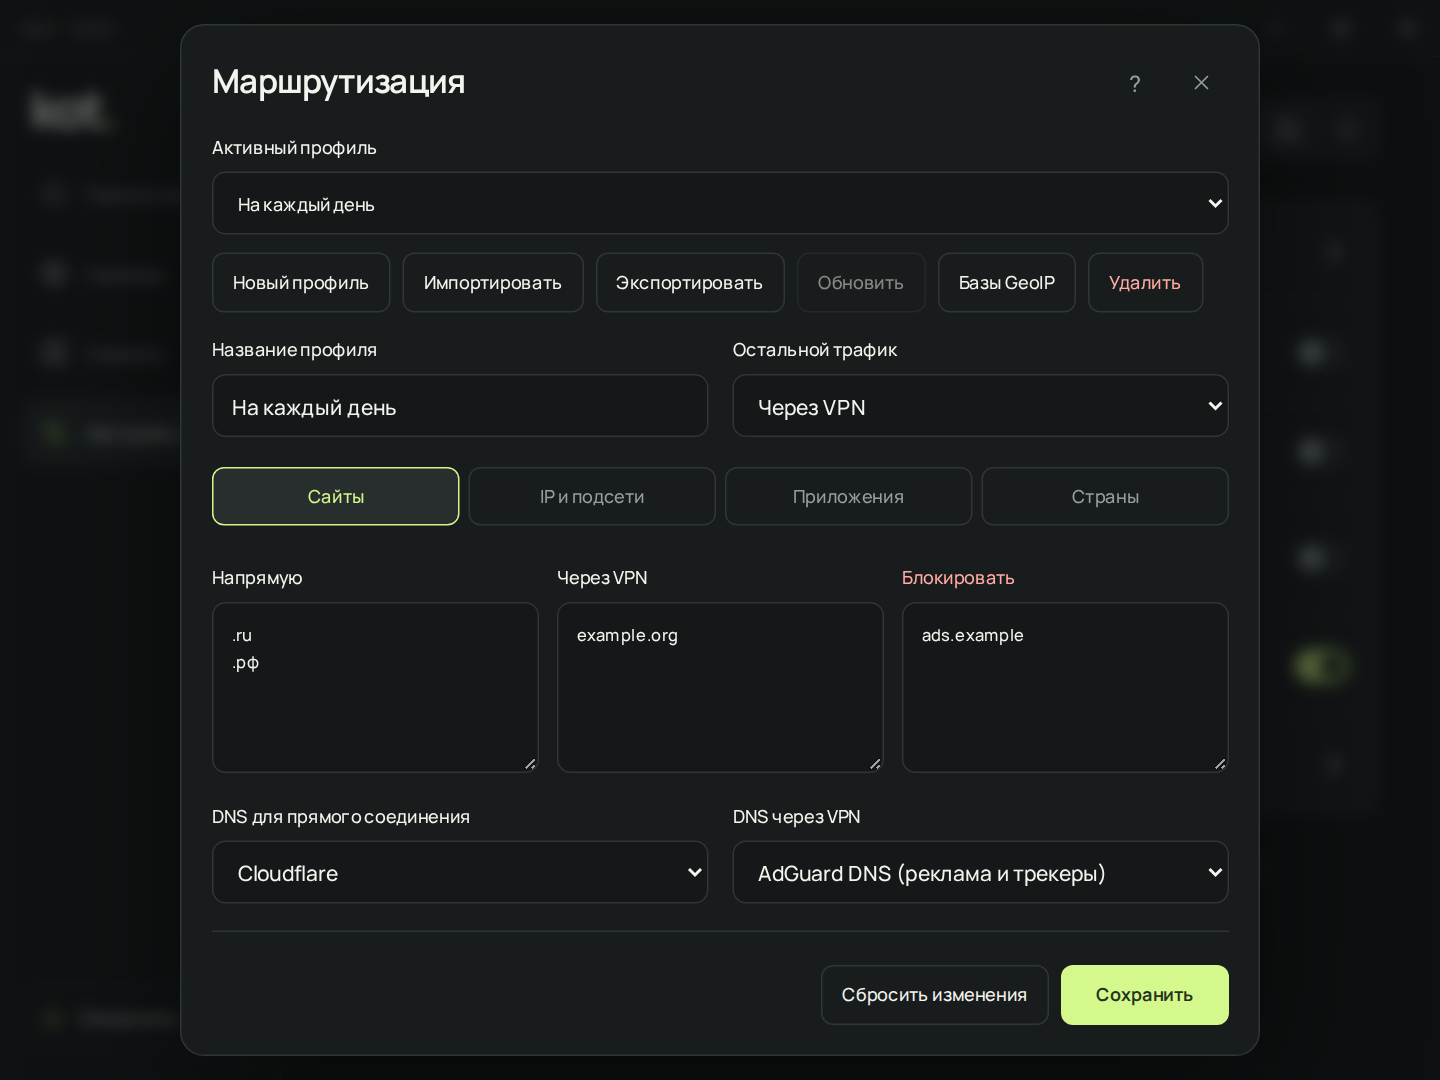 kot.
Маршрутизация
?
Активный профиль
На каждый день
Новый профиль
Импортировать
Экспортировать
Обновить
Базы GeoIP
Удалить
Название профиля
Остальной трафик
На каждый день
Через VPN
Сайты
IP и подсети
Приложения
Страны
Напрямую
Через VPN
Блокировать
.ru
.рф
example.org
ads.example
DNS для прямого соединения
DNS через VPN
Cloudflare
AdGuard DNS (реклама и трекеры)
Сбросить изменения
Сохранить